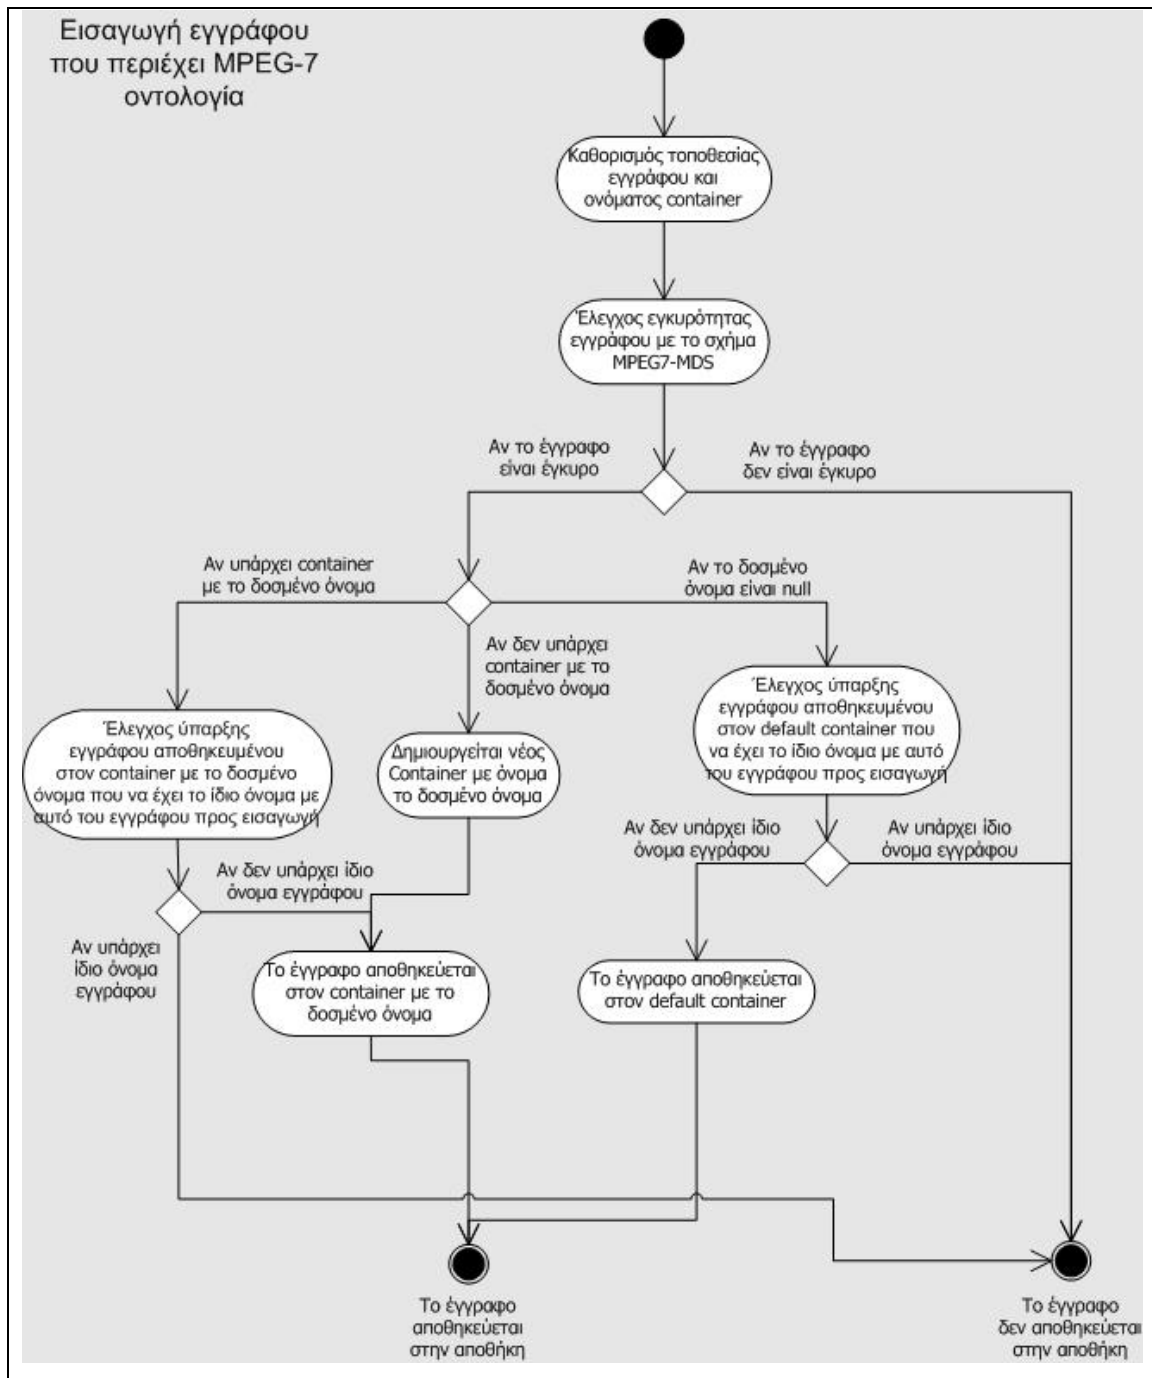 Εισαγωγή εγγράφου
που περιέχει MPEG-7
οντολογία
Καθορισμός τοποθεσίας
εγγράφου και
ονόματος container
Έλεγχος εγκυρότητας
εγγράφου με το σχήμα
MPEG7-MDS
Αν το έγγραφο
είναι έγκυρο
Αν το έγγραφο
δεν είναι έγκυρο
Αν υπάρχει container
με το δοσμένο όνομα
Αν το δοσμένο
όνομα είναι null
Αν δεν υπάρχει
container με το
δοσμένο όνομα
Έλεγχος ύπαρξης
εγγράφου αποθηκευμένου
στον default container που
να έχει το ίδιο όνομα με αυτό
του εγγράφου προς εισαγωγή
Έλεγχος ύπαρξης
εγγράφου αποθηκευμένου
στον container με το δοσμένο
όνομα που να έχει το ίδιο όνομα με
αυτό του εγγράφου προς εισαγωγή
Δημιουργείται νέος
Container με όνομα
το δοσμένο όνομα
Αν δεν υπάρχει ίδιο
όνομα εγγράφου
Αν υπάρχει ίδιο
όνομα εγγράφου
Αν δεν υπάρχει ίδιο
όνομα εγγράφου
Αν υπάρχει
ίδιο όνομα
εγγράφου
Το έγγραφο αποθηκεύεται
στον container με το
δοσμένο όνομα
Το έγγραφο αποθηκεύεται
στον default container
Το έγγραφο
αποθηκεύεται
στην αποθήκη
Το έγγραφο
δεν αποθηκεύεται
στην αποθήκη